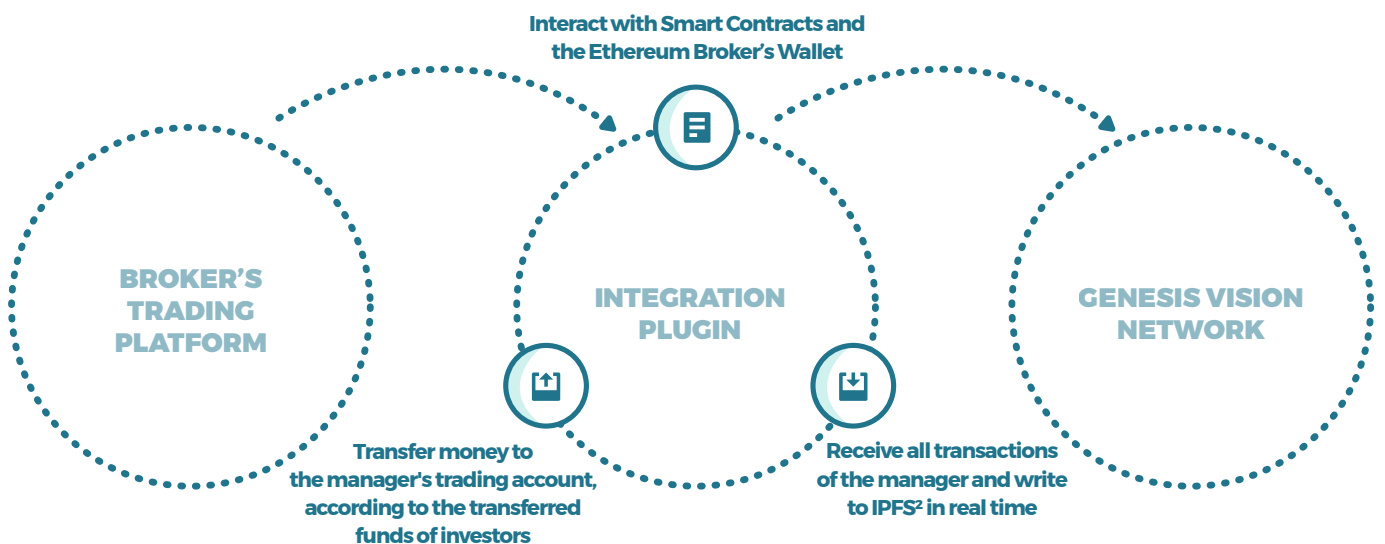 Interact with Smart Contracts and
the Ethereum Broker’s Wallet
BROKER’S
TRADING
PLATFORM
INTEGRATION
PLUGIN
GENESIS VISION
NETWORK
Transfer money to
the manager's trading account,
according to the transferred
funds of investors
Receive all transactions
of the manager and write
to IPFS² in real time